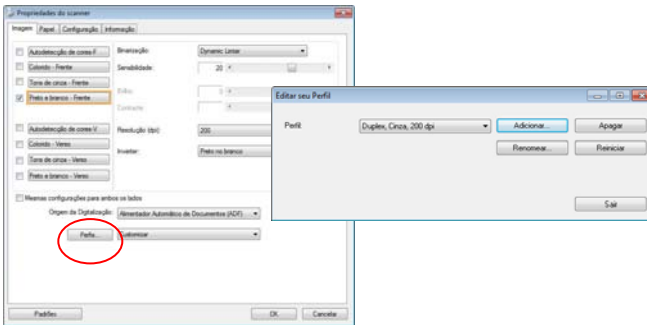 Propriedades do scanner
Imagem Papel Configuração Informação
Autodetecção de cores-F
Colorido - Frente
Tons de cinza - Frente
Preto e branco - Frente
Autodetecção de cores-V
Colorido - Verso
Tons de cinza - Verso
Preto e branco - Verso
Binarização: Dynamic Linear
Sensibilidade: 20
Brilho: 0
Contraste:
Resolução (dpi): 200
Inverter: Preto no branco
Mesmas configurações para ambos os lados
Origem da Digitalização: Alimentador Automático de Documentos (ADF)
Perfis... Customizar
Padrões OK Cancelar
Editar seu Perfil
Perfil: Duplex, Cinza, 200 dpi Adicionar... Apagar
Renomear... Reiniciar
Sair